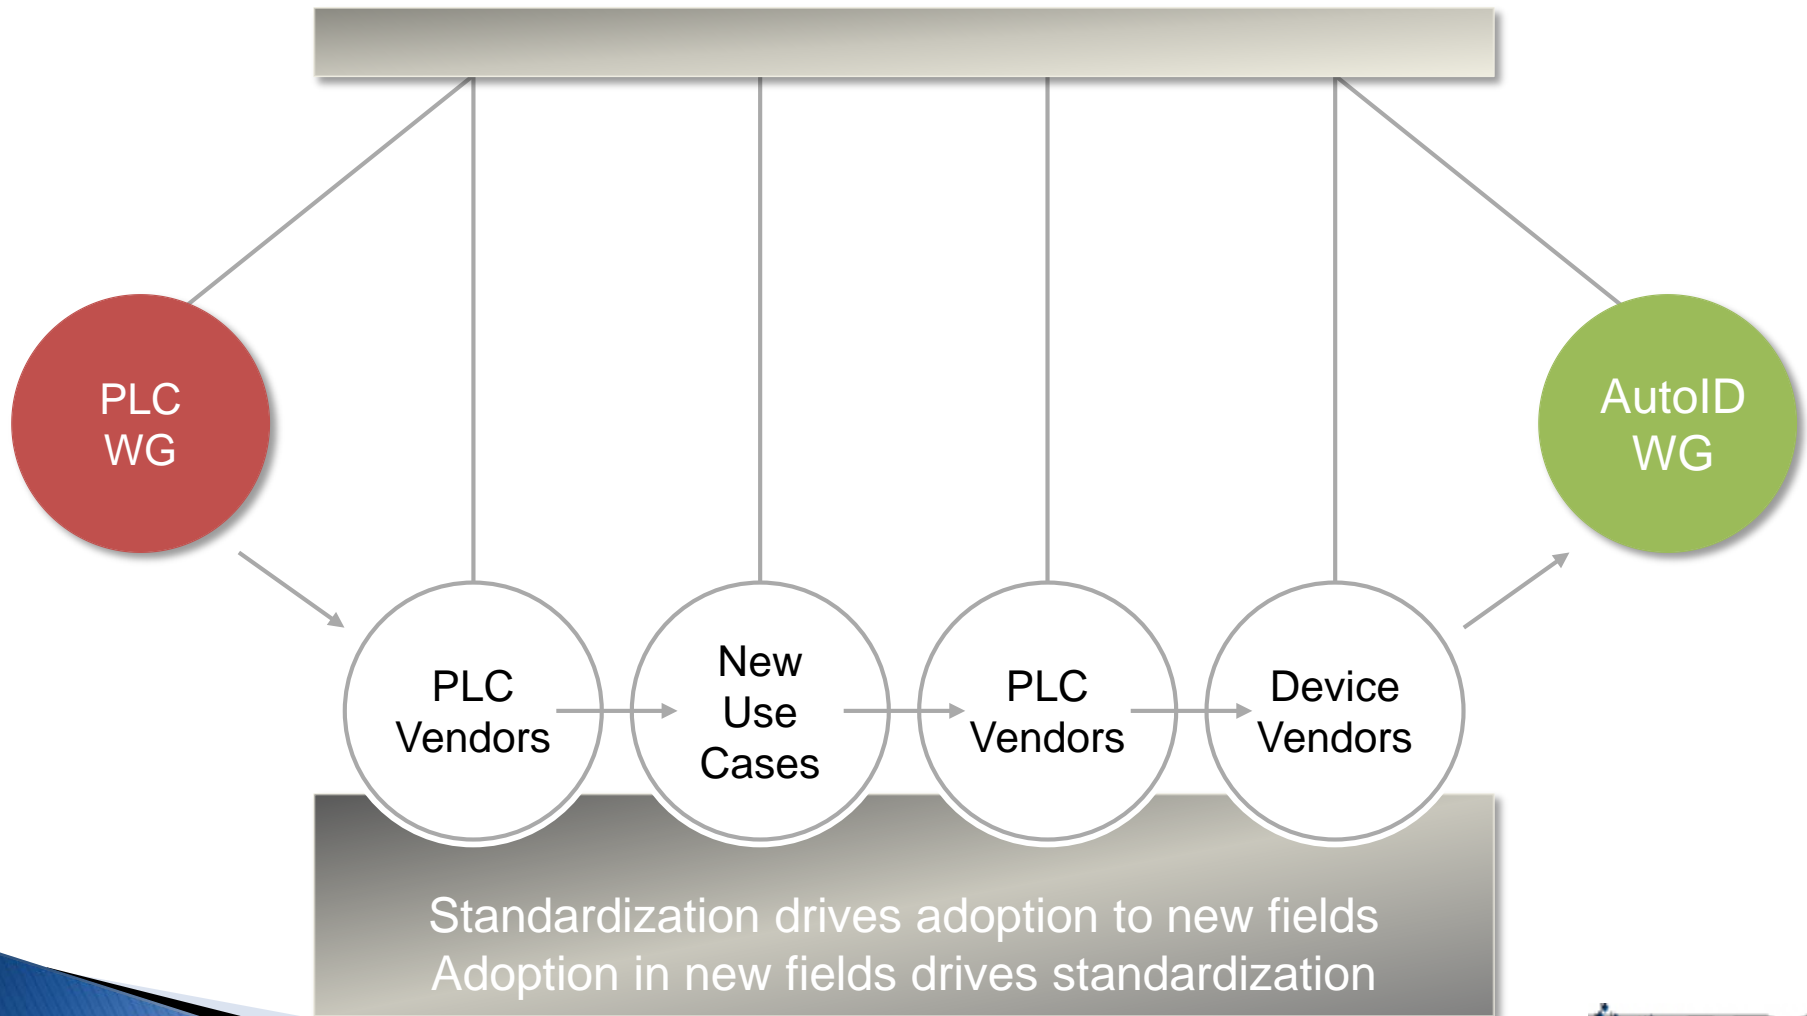 PLC
WG
AutoID
WG
PLC
Vendors
New
Use
Cases
PLC
Vendors
Device
Vendors
Standardization drives adoption to new fields
Adoption in new fields drives standardization